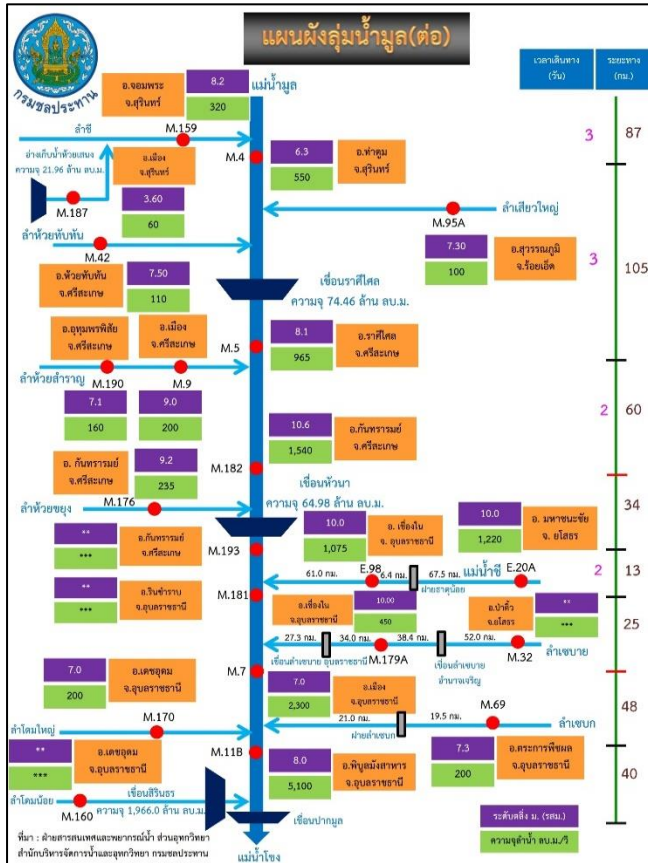 แผนผังลุ่มน้ำมูล(ต่อ)
กรมชลประทาน
เวลาเดินทาง
(วัน)
ระยะทาง
(กม.)
อ.จอมพระ
จ.สุรินทร์
8.2
320
แม่น้ำมูล
ลำชี
M.159
3
87
อ่างเก็บน้ำห้วยเสนง
ความจุ 21.96 ล้าน ลบ.ม.
อ.เมือง
จ.สุรินทร์
M.4
6.3
550
อ.ท่าตูม
จ.สุรินทร์
M.187
3.60
60
M.95A
ลำเสียวใหญ่
ลำห้วยทับทัน
M.42
7.30
100
อ.สุวรรณภูมิ
จ.ร้อยเอ็ด
3
105
อ.ห้วยทับทัน
จ.ศรีสะเกษ
7.50
110
เขื่อนราศีไศล
ความจุ 74.46 ล้าน ลบ.ม.
อ.อุทุมพรพิสัย
จ.ศรีสะเกษ
อ.เมือง
จ.ศรีสะเกษ
M.5
8.1
965
อ.ราศีไศล
จ.ศรีสะเกษ
ลำห้วยสำราญ
M.190
M.9
7.1
160
9.0
200
2
60
10.6
1,540
อ.กันทรารมย์
จ.ศรีสะเกษ
อ. กันทรารมย์
จ.ศรีสะเกษ
9.2
235
M.182
M.176
ลำห้วยขยุง
เขื่อนหัวนา
ความจุ 64.98 ล้าน ลบ.ม.
34
**
***
อ.กันทรารมย์
จ.ศรีสะเกษ
M.193
10.0
1,075
อ. เขื่องใน
จ. อุบลราชธานี
10.0
1,220
อ. มหาชนะชัย
จ. ยโสธร
E.98
E.20A
แม่น้ำชี
61.0 กม.
6.4 กม.
67.5 กม.
ฝายธาตุน้อย
2
13
**
***
อ.วารินชำราบ
จ.อุบลราชธานี
M.181
อ.เขื่องใน
จ.อุบลราชธานี
10.00
450
อ.ป่าติ้ว
จ.ยโสธร
**
***
25
27.3 กม.
34.0 กม.
38.4 กม.
52.0 กม.
เขื่อนลำเซบาย อุบลราชธานี
M.179A
เขื่อนลำเซบาย
อำนาจเจริญ
M.32
ลำเซบาย
7.0
200
อ.เดชอุดม
จ.อุบลราชธานี
M.7
7.0
2,300
อ.เมือง
จ.อุบลราชธานี
48
ลำโดมใหญ่
M.170
21.0 กม.
19.5 กม.
M.69
ลำเซบก
ฝายลำเซบก
**
***
อ.เดชอุดม
จ.อุบลราชธานี
M.11B
8.0
5,100
อ.พิบูลมังสาหาร
จ.อุบลราชธานี
7.3
200
อ.ตระการพืชผล
จ.อุบลราชธานี
40
เขื่อนสิรินธร
ความจุ 1,966.0 ล้าน ลบ.ม.
ลำโดมน้อย
M.160
เขื่อนปากมูล
ระดับตลิ่ง ม. (รสม.)
ความจุลำน้ำ ลบ.ม/วิ
ที่มา : ฝ่ายสารสนเทศและพยากรณ์น้ำ ส่วนอุทกวิทยา
สำนักบริหารจัดการน้ำและอุทกวิทยา กรมชลประทาน
แม่น้ำโขง